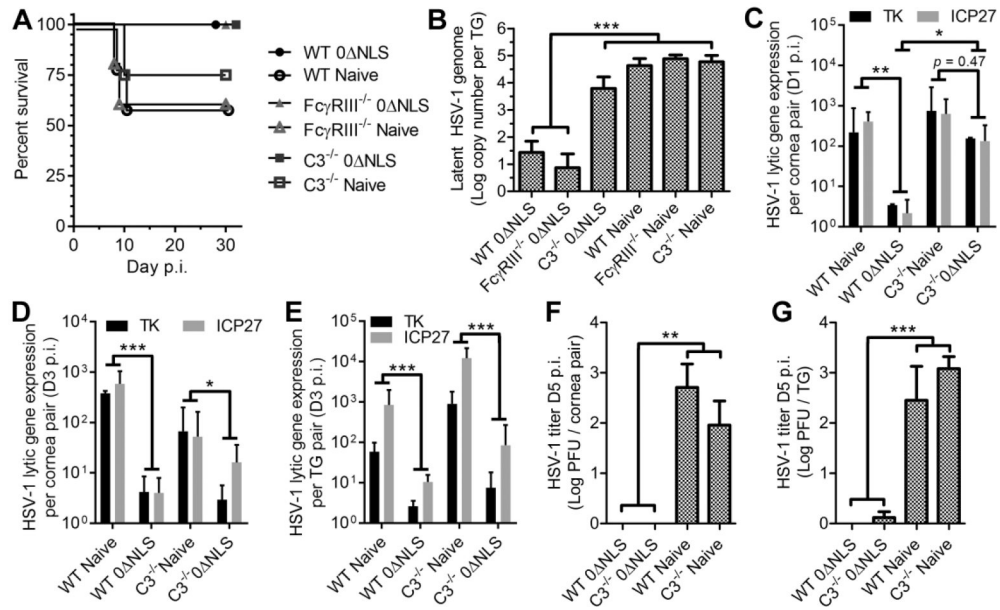 A
Percent survival
100
75
50
25
0
0 10 20 30
Day p.i.
WT 0ΔNLS
WT Naive
FcγRIII-/- 0ΔNLS
FcγRIII-/- Naive
C3-/- 0ΔNLS
C3-/- Naive
B
Latent HSV-1 genome
(Log copy number per TG)
6
5
4
3
2
1
0
***
WT 0ΔNLS
FcγRIII-/- 0ΔNLS
C3-/- 0ΔNLS
WT Naive
FcγRIII-/- Naive
C3-/- Naive
C
TK ICP27
HSV-1 lytic gene expression
per cornea pair (D1 p.i.)
10^5
10^4
10^3
10^2
10^1
10^0
*
**
p = 0.47
WT Naive
WT 0ΔNLS
C3-/- Naive
C3-/- 0ΔNLS
D
TK ICP27
HSV-1 lytic gene expression
per cornea pair (D3 p.i.)
10^4
10^3
10^2
10^1
10^0
***
*
WT Naive
WT 0ΔNLS
C3-/- Naive
C3-/- 0ΔNLS
E
TK
ICP27
HSV-1 lytic gene expression
per TG pair (D3 p.i.)
10^5
10^4
10^3
10^2
10^1
10^0
***
***
WT Naive
WT 0ΔNLS
C3-/- Naive
C3-/- 0ΔNLS
F
HSV-1 titer D5 p.i.
(Log PFU / cornea pair)
4
3
2
1
0
**
WT 0ΔNLS
C3-/- 0ΔNLS
WT Naive
C3-/- Naive
G
HSV-1 titer D5 p.i.
(Log PFU / TG)
4
3
2
1
0
***
WT 0ΔNLS
C3-/- 0ΔNLS
WT Naive
C3-/- Naive